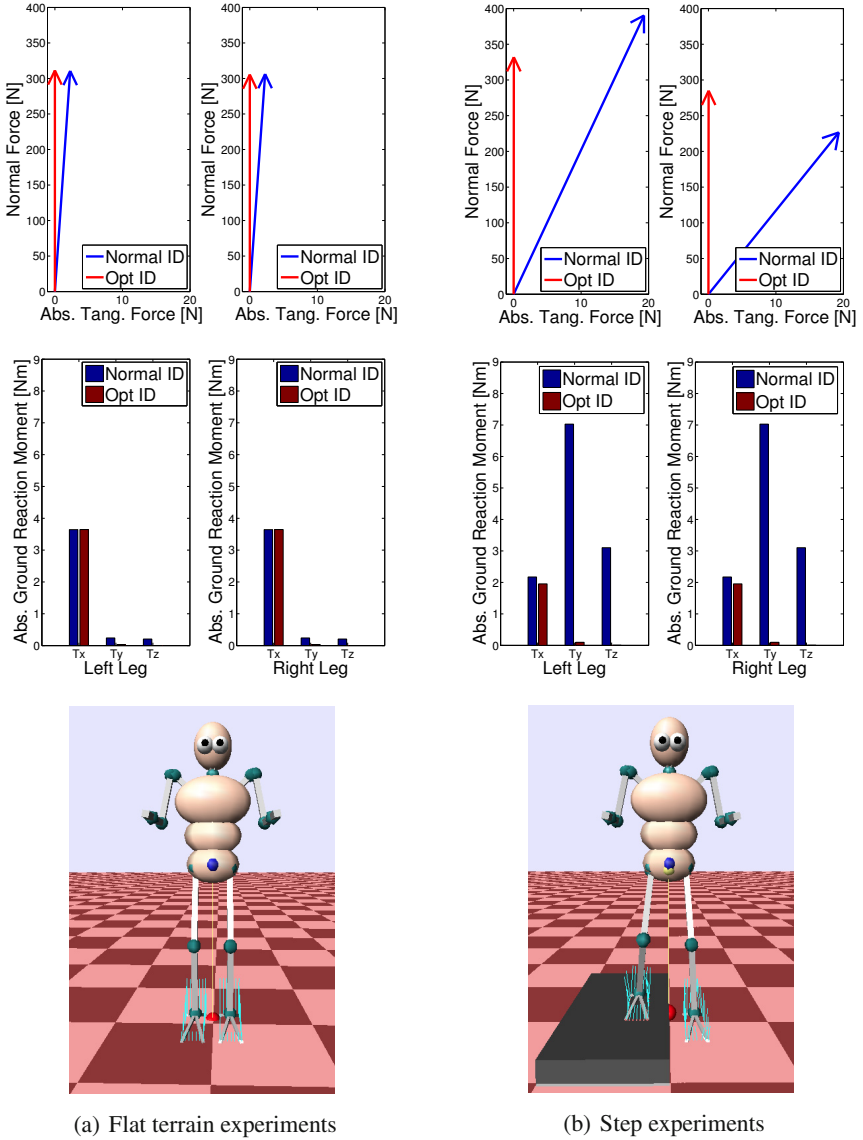 Normal Force [N]
400
350
300
250
200
150
100
50
0
0 10 20
Abs. Tang. Force [N]
Normal ID
Opt ID
Normal Force [N]
400
350
300
250
200
150
100
50
0
0 10 20
Abs. Tang. Force [N]
Normal ID
Opt ID
Normal Force [N]
400
350
300
250
200
150
100
50
0
0 10 20
Abs. Tang. Force [N]
Normal ID
Opt ID
Normal Force [N]
400
350
300
250
200
150
100
50
0
0 10 20
Abs. Tang. Force [N]
Normal ID
Opt ID
Abs. Ground Reaction Moment [Nm]
9
8
7
6
5
4
3
2
1
0
Normal ID
Opt ID
Tx Ty Tz
Left Leg
Abs. Ground Reaction Moment [Nm]
9
8
7
6
5
4
3
2
1
0
Normal ID
Opt ID
Tx Ty Tz
Right Leg
Abs. Ground Reaction Moment [Nm]
9
8
7
6
5
4
3
2
1
0
Normal ID
Opt ID
Tx Ty Tz
Left Leg
Abs. Ground Reaction Moment [Nm]
9
8
7
6
5
4
3
2
1
0
Normal ID
Opt ID
Tx Ty Tz
Right Leg
(a) Flat terrain experiments
(b) Step experiments